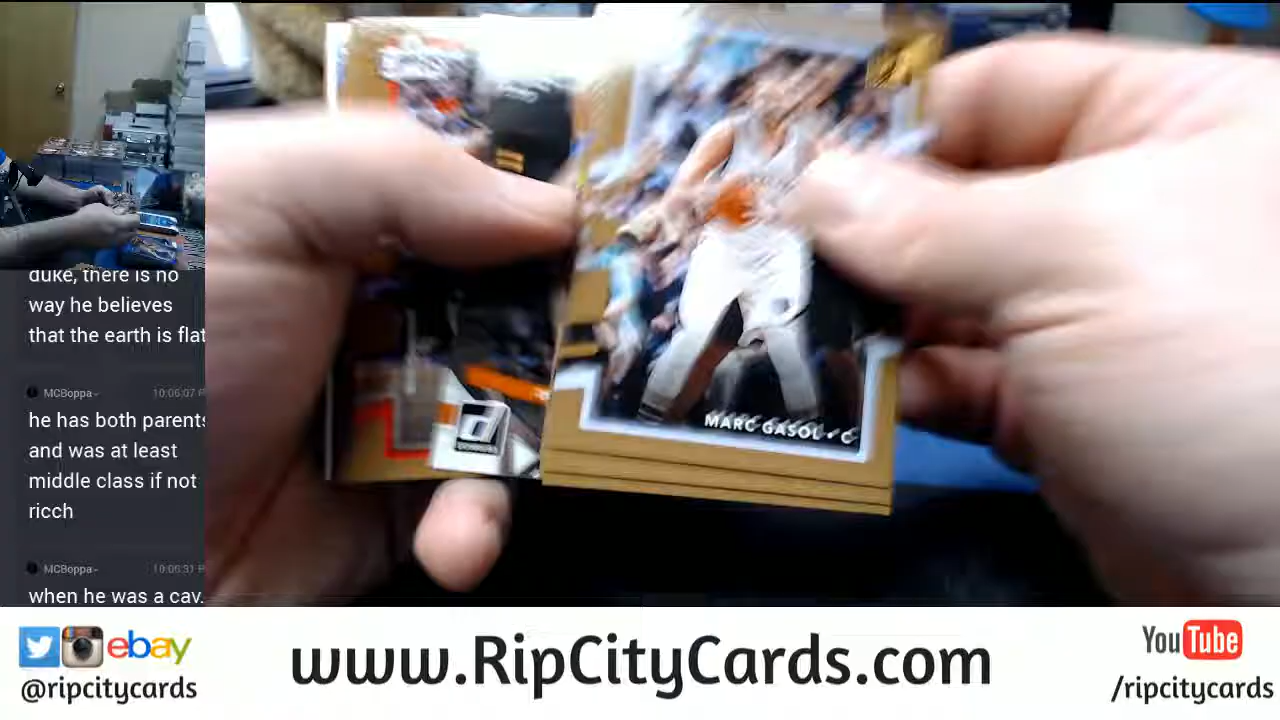 duke, there is no
way he believes
that the earth is flat
MCBoppa
he has both parents
and was at least
middle class if not
ricch
MCBoppa
when he was a cav.
MARC GASOL • C
ebay
@ripcitycards
www.RipCityCards.com
YouTube
/ripcitycards